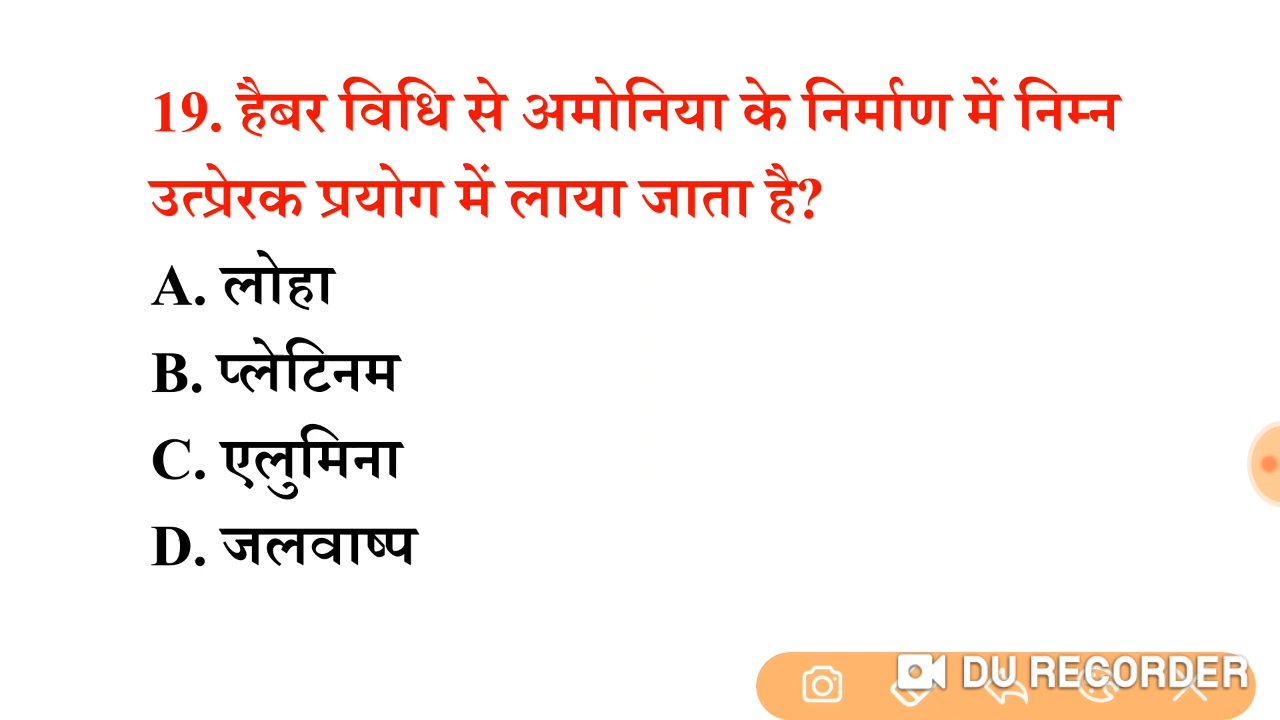 19. हैबर विधि से अमोनिया के निर्माण में निम्न
उत्प्रेरक प्रयोग में लाया जाता है?
A. लोहा
B. प्लेटिनम
C. एलुमिना
D. जलवाष्प
DU RECORDER